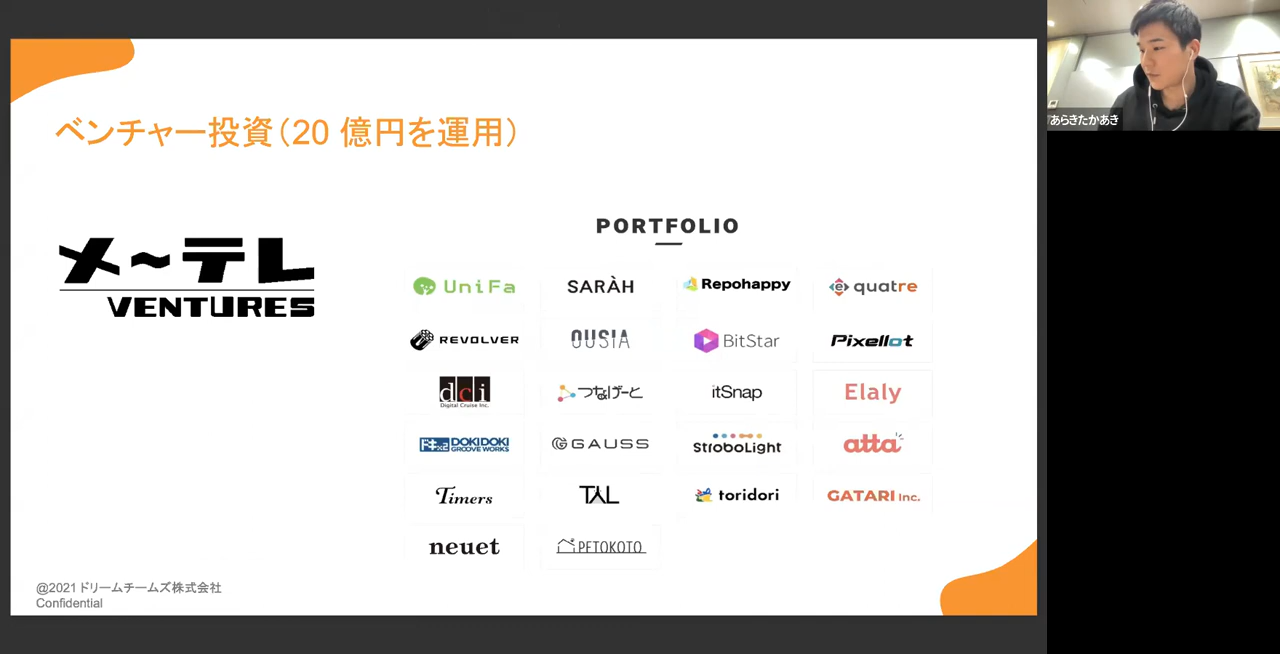 ベンチャー投資（20 億円を運用）
メ〜テレ
VENTURES
PORTFOLIO
UniFa
SARÀH
Repohappy
e quatre
REVOLVER
OUSIA
BitStar
Pixellot
dci
Digital Cruise Inc.
つなげーと
itSnap
Elaly
DOKIDOKI
GROOVE WORKS
GAUSS
StroboLight
atta
Timers
TAL
toridori
GATARI Inc.
neuet
PETOKOTO
@2021 ドリームチームズ株式会社
Confidential
あらきたかあき